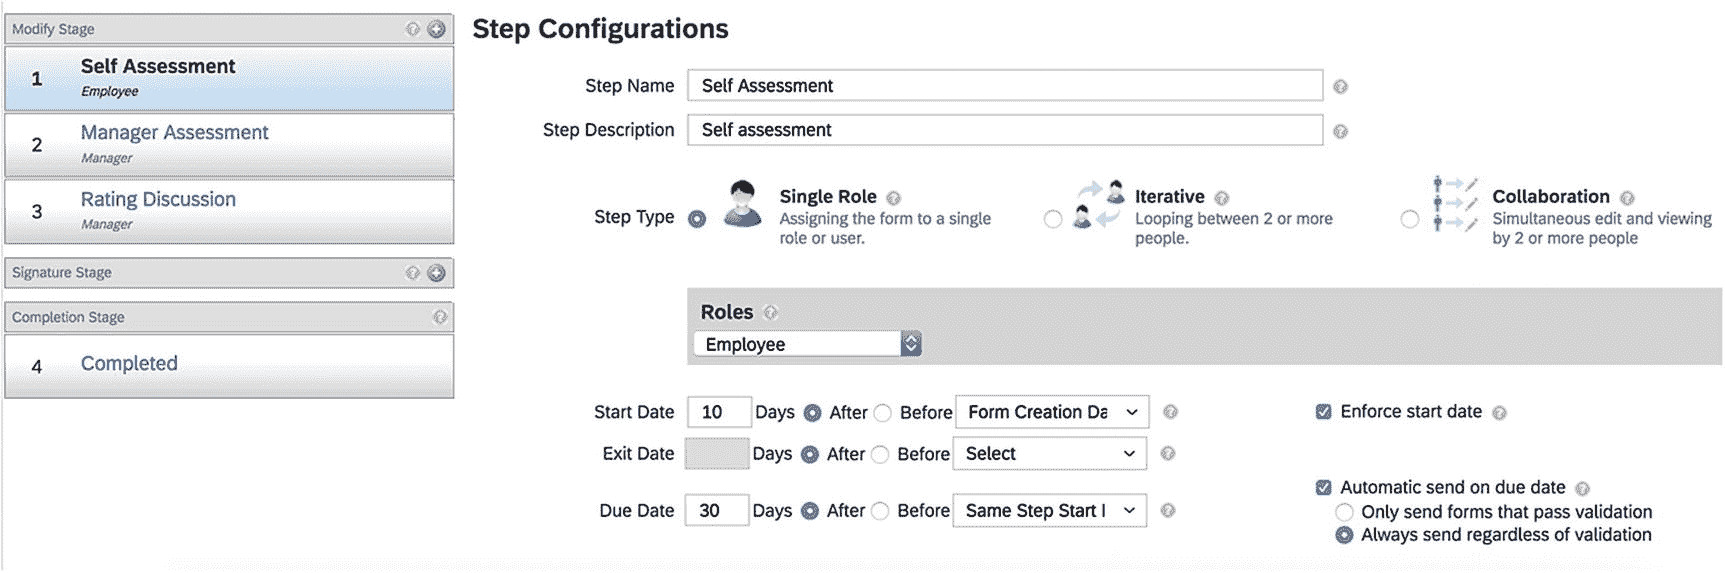 Modify Stage
1
Self Assessment
Employee
2
Manager Assessment
Manager
3
Rating Discussion
Manager
Signature Stage
Completion Stage
4
Completed
Step Configurations
Step Name Self Assessment
Step Description Self assessment
Step Type
Single Role
Assigning the form to a single
role or user.
Iterative
Looping between 2 or more
people.
Collaboration
Simultaneous edit and viewing
by 2 or more people
Roles
Employee
Start Date 10 Days After Before Form Creation Da
Enforce start date
Exit Date Days After Before Select
Due Date 30 Days After Before Same Step Start I
Automatic send on due date
Only send forms that pass validation
Always send regardless of validation